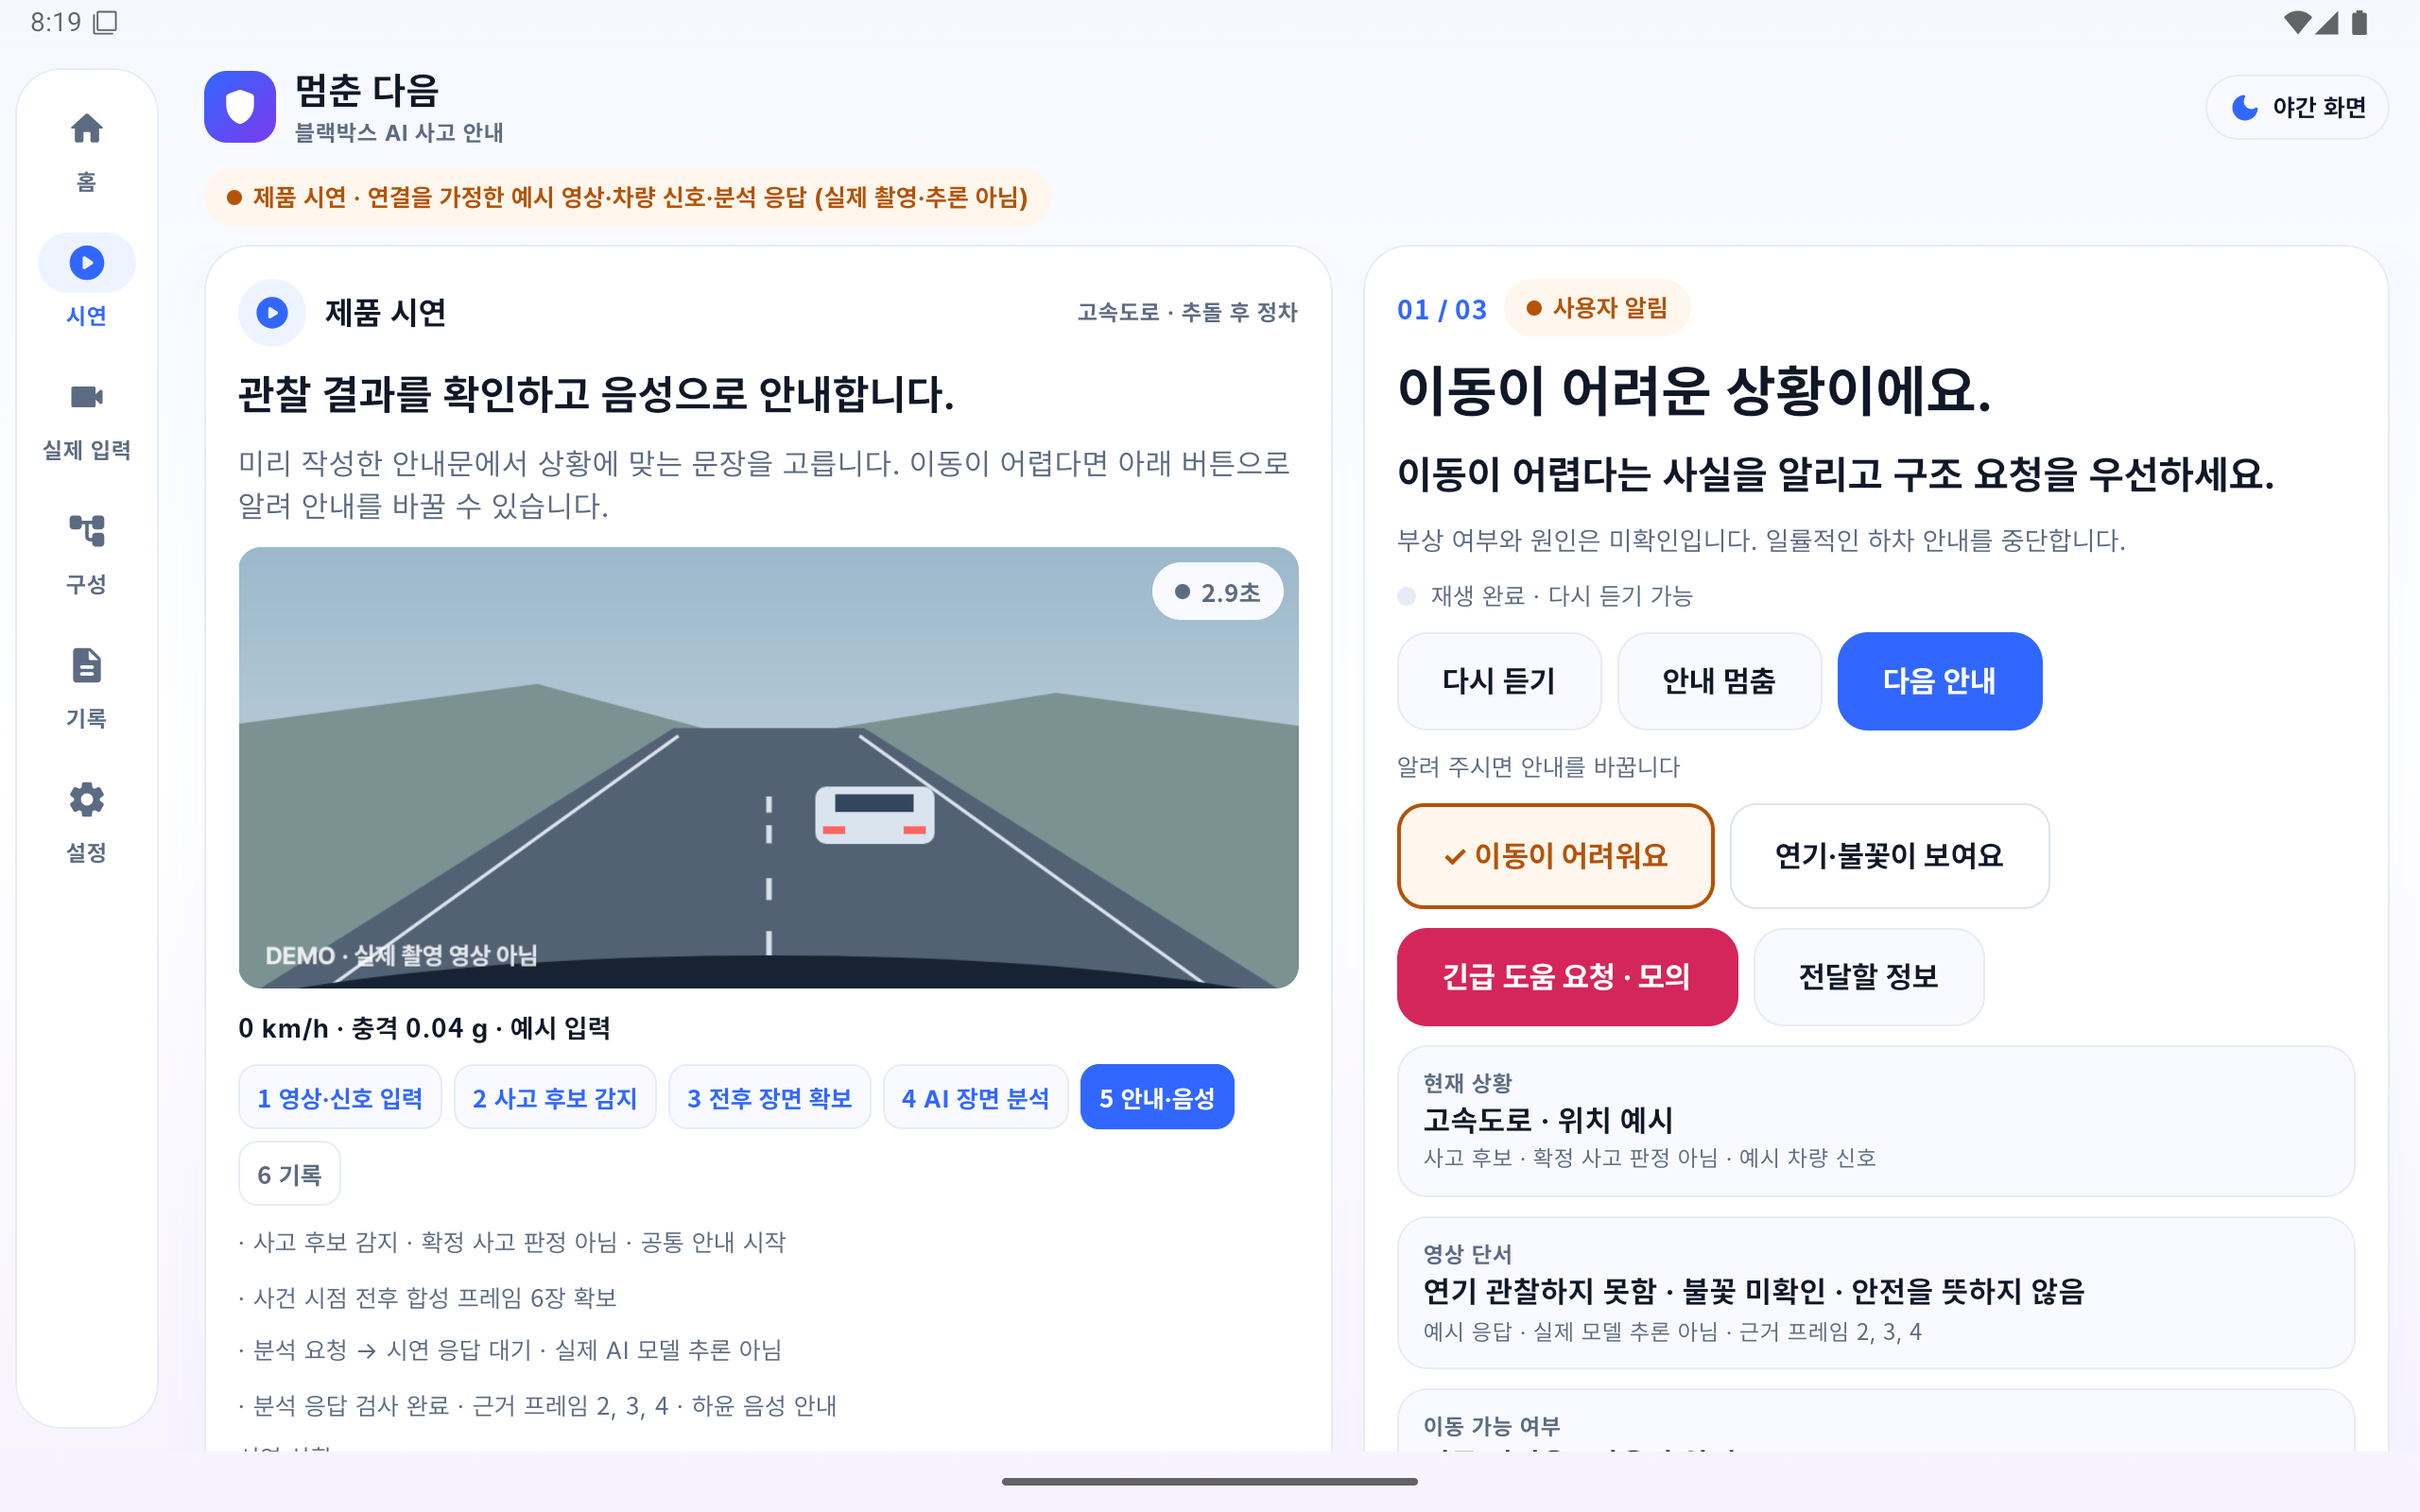 8:19
홈
시연
실제 입력
구성
기록
설정
멈춘 다음
블랙박스 AI 사고 안내
야간 화면
제품 시연 · 연결을 가정한 예시 영상·차량 신호·분석 응답 (실제 촬영·추론 아님)
제품 시연
고속도로 · 추돌 후 정차
관찰 결과를 확인하고 음성으로 안내합니다.
미리 작성한 안내문에서 상황에 맞는 문장을 고릅니다. 이동이 어렵다면 아래 버튼으로
알려 안내를 바꿀 수 있습니다.
2.9초
DEMO · 실제 촬영 영상 아님
0 km/h · 충격 0.04 g · 예시 입력
1 영상·신호 입력
2 사고 후보 감지
3 전후 장면 확보
4 AI 장면 분석
5 안내·음성
6 기록
· 사고 후보 감지 · 확정 사고 판정 아님 · 공통 안내 시작
· 사건 시점 전후 합성 프레임 6장 확보
· 분석 요청 → 시연 응답 대기 · 실제 AI 모델 추론 아님
· 분석 응답 검사 완료 · 근거 프레임 2, 3, 4 · 하윤 음성 안내
01 / 03
사용자 알림
이동이 어려운 상황이에요.
이동이 어렵다는 사실을 알리고 구조 요청을 우선하세요.
부상 여부와 원인은 미확인입니다. 일률적인 하차 안내를 중단합니다.
재생 완료 · 다시 듣기 가능
다시 듣기
안내 멈춤
다음 안내
알려 주시면 안내를 바꿉니다
✓ 이동이 어려워요
연기·불꽃이 보여요
긴급 도움 요청 · 모의
전달할 정보
현재 상황
고속도로 · 위치 예시
사고 후보 · 확정 사고 판정 아님 · 예시 차량 신호
영상 단서
연기 관찰하지 못함 · 불꽃 미확인 · 안전을 뜻하지 않음
예시 응답 · 실제 모델 추론 아님 · 근거 프레임 2, 3, 4
이동 가능 여부